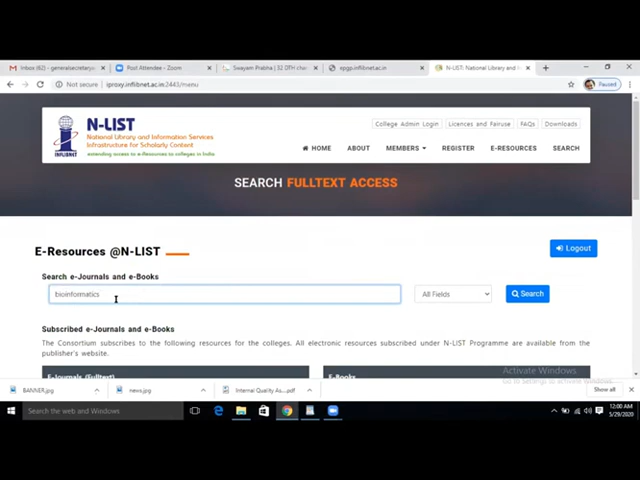 Inbox (62) - generalsecretaryw
Post Attendee - Zoom
Swayam Prabha | 32 DTH chann
epgp.inflibnet.ac.in
N-LIST: National Library and In
Not secure | iproxy.inflibnet.ac.in:2443/menu
Paused
INFLIBNET
N-LIST
National Library and Information Services
Infrastructure for Scholarly Content
extending access to e-Resources to colleges in India
College Admin Login
Licences and Fairuse
FAQs
Downloads
HOME
ABOUT
MEMBERS
REGISTER
E-RESOURCES
SEARCH
SEARCH FULLTEXT ACCESS
E-Resources @N-LIST
Logout
Search e-Journals and e-Books
bioinformatics
All Fields
Search
Subscribed e-Journals and e-Books
The Consortium subscribes to the following resources for the colleges. All electronic resources subscribed under N-LIST Programme are available from the
publisher's website.
E-Journals (Fulltext)
E-Books
Activate Windows
Go to Settings to activate Windows.
BANNER.jpg
news.jpg
Internal Quality As....pdf
Show all
Search the web and Windows
12:00 AM
5/29/2020